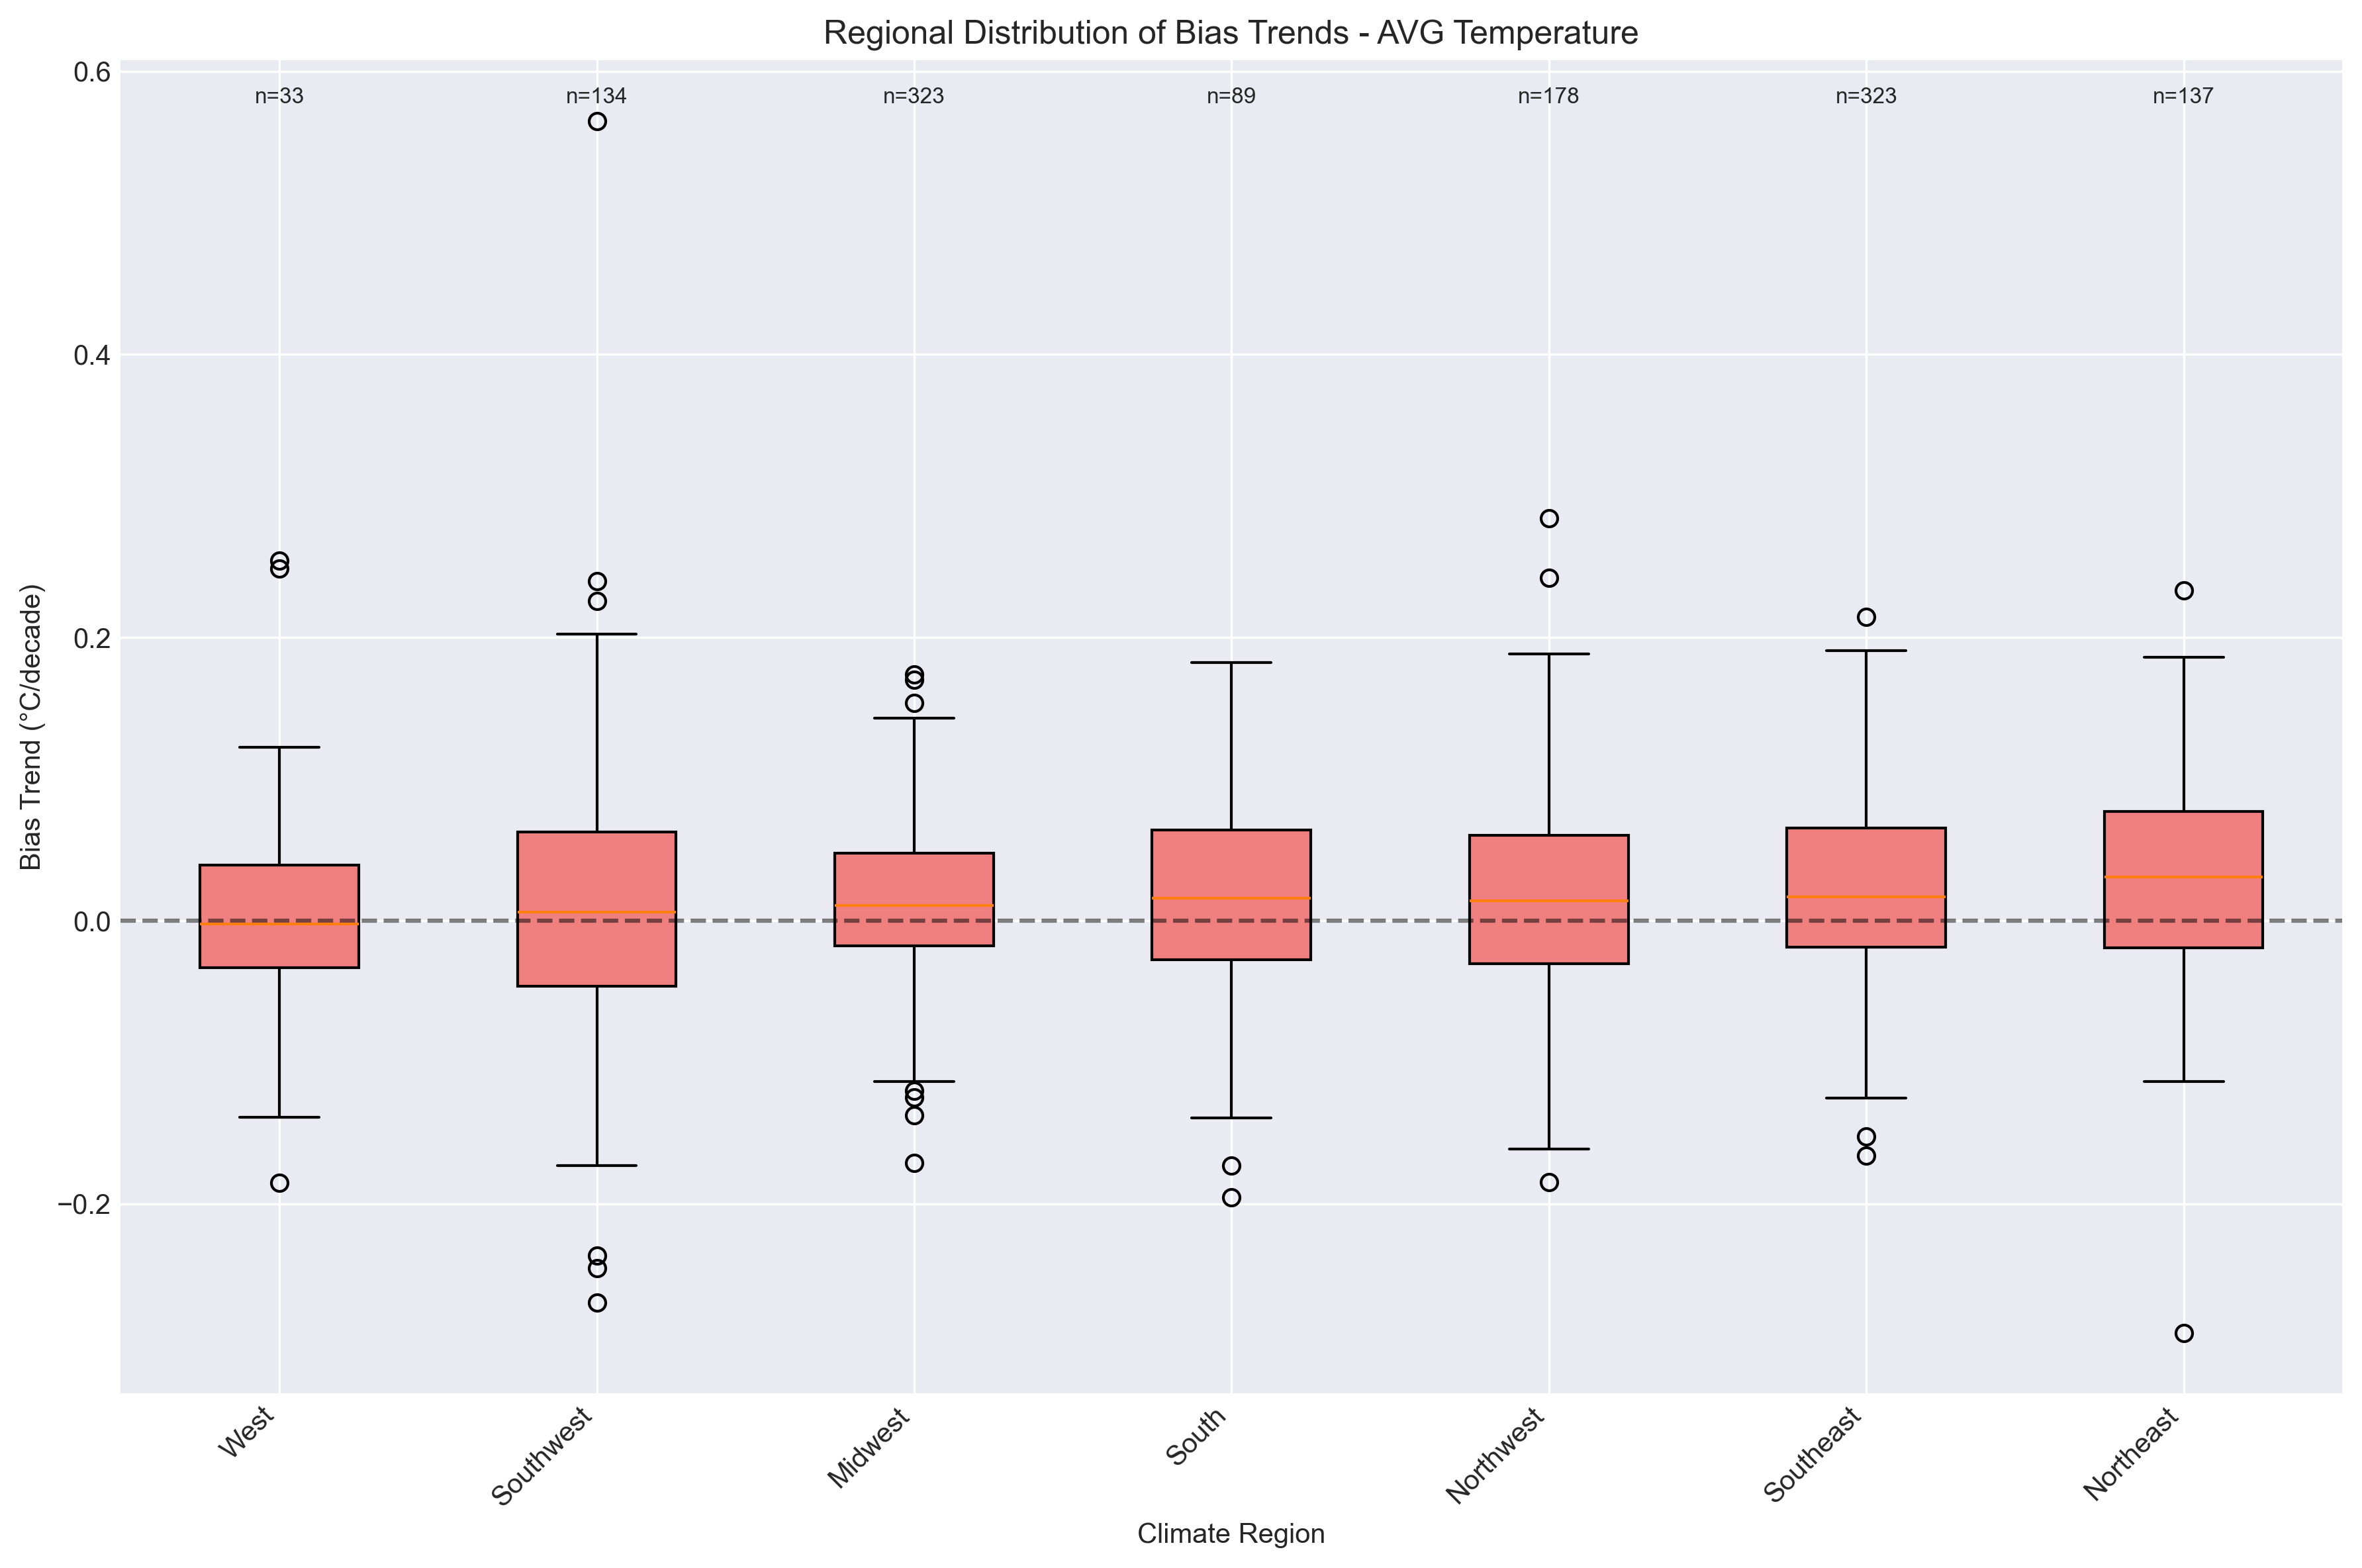 Regional Distribution of Bias Trends - AVG Temperature
0.6
n=33 n=134 n=323 n=89 n=178 n=323 n=137
0.4
0.2
0.0
−0.2
Bias Trend (°C/decade)
West Southwest Midwest South Northwest Southeast Northeast
Climate Region